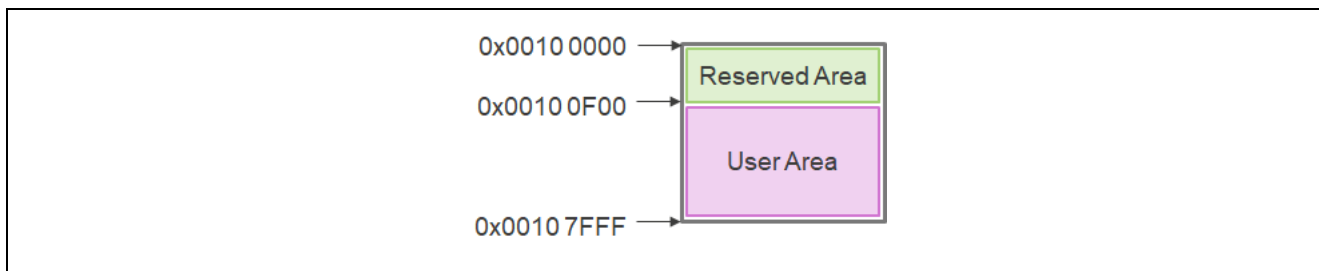 0x0010 0000
Reserved Area
0x0010 0F00
User Area
0x0010 7FFF